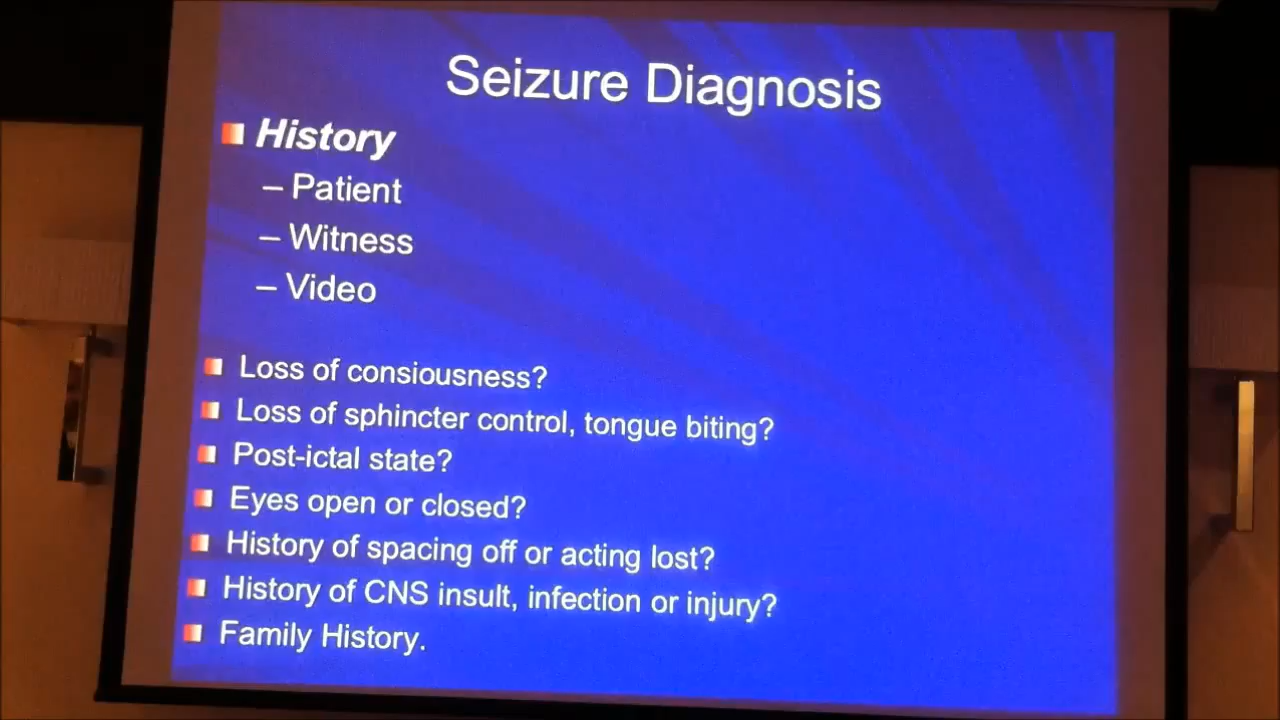 Seizure Diagnosis
History
– Patient
– Witness
– Video
Loss of consiousness?
Loss of sphincter control, tongue biting?
Post-ictal state?
Eyes open or closed?
History of spacing off or acting lost?
History of CNS insult, infection or injury?
Family History.